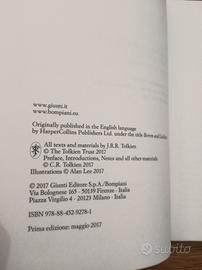 www.giunti.it
www.bompiani.eu
Originally published in the English language
by HarperCollins Publishers Ltd. under the title Beren and Lúthien
All texts and materials by J.R.R. Tolkien
© The Tolkien Trust 2017
Preface, Introductions, Notes and all other materials
© C.R. Tolkien 2017
Illustrations © Alan Lee 2017
© 2017 Giunti Editore S.p.A./Bompiani
Via Bolognese 165 - 50139 Firenze - Italia
Piazza Virgilio 4 - 20123 Milano - Italia
ISBN 978-88-452-9278-1
Prima edizione: maggio 2017
subito